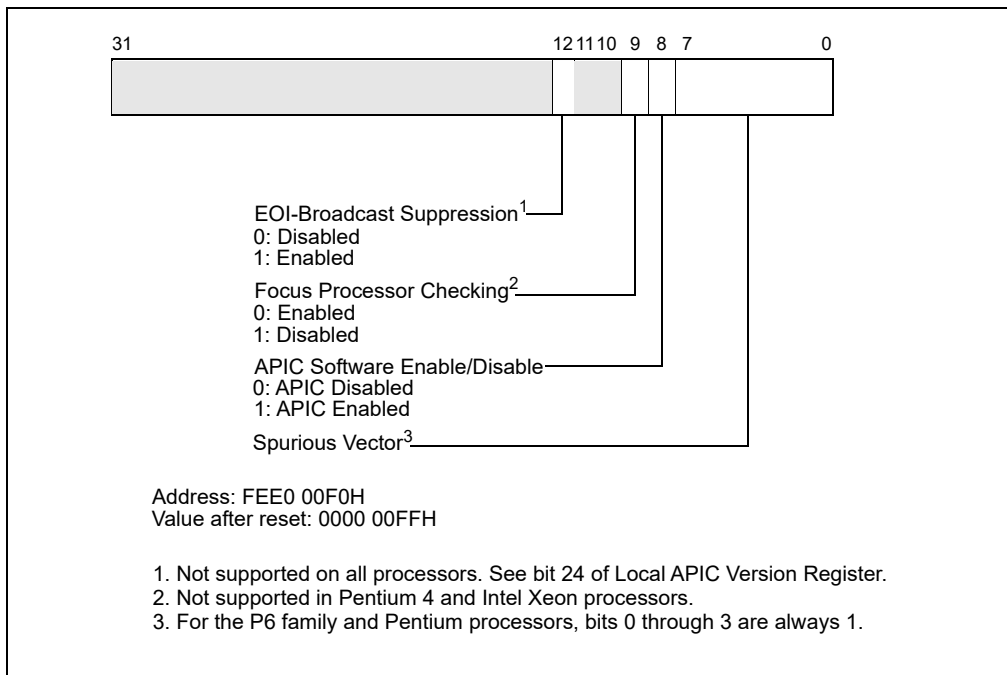 31 12 11 10 9 8 7 0
EOI-Broadcast Suppression1
0: Disabled
1: Enabled
Focus Processor Checking2
0: Enabled
1: Disabled
APIC Software Enable/Disable
0: APIC Disabled
1: APIC Enabled
Spurious Vector3
Address: FEE0 00F0H
Value after reset: 0000 00FFH
1. Not supported on all processors. See bit 24 of Local APIC Version Register.
2. Not supported in Pentium 4 and Intel Xeon processors.
3. For the P6 family and Pentium processors, bits 0 through 3 are always 1.